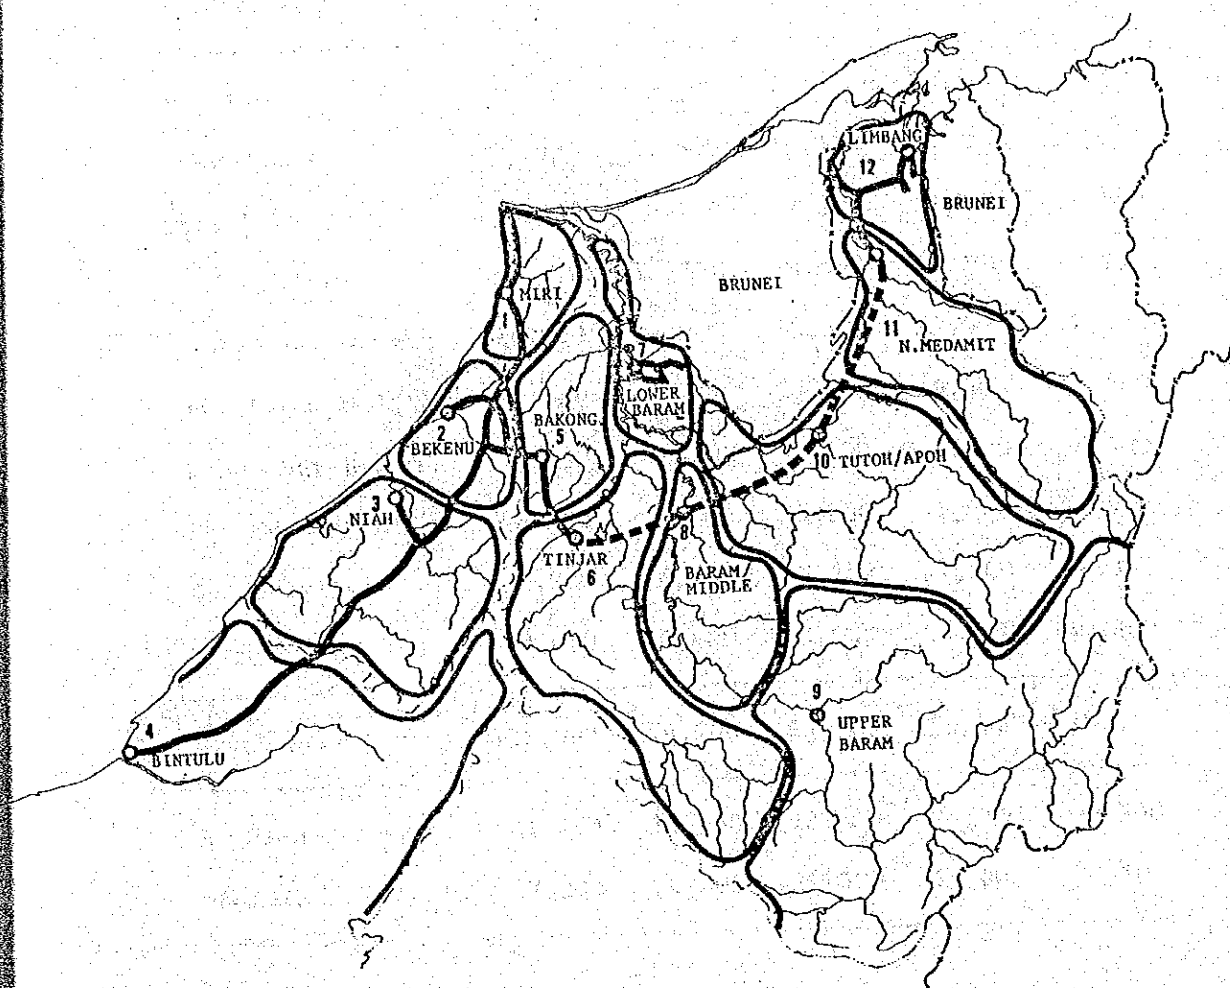 LIMBANG
12
BRUNEI
BRUNEI
MIRI
11
N.MEDAMIT
7
LOWER
BARAM
2
BEKENU
BAKONG
5
10 TUTOH/APOH
3
NIAH
8
TINJAR
6
BARAM/
MIDDLE
9
UPPER
BARAM
4
BINTULU